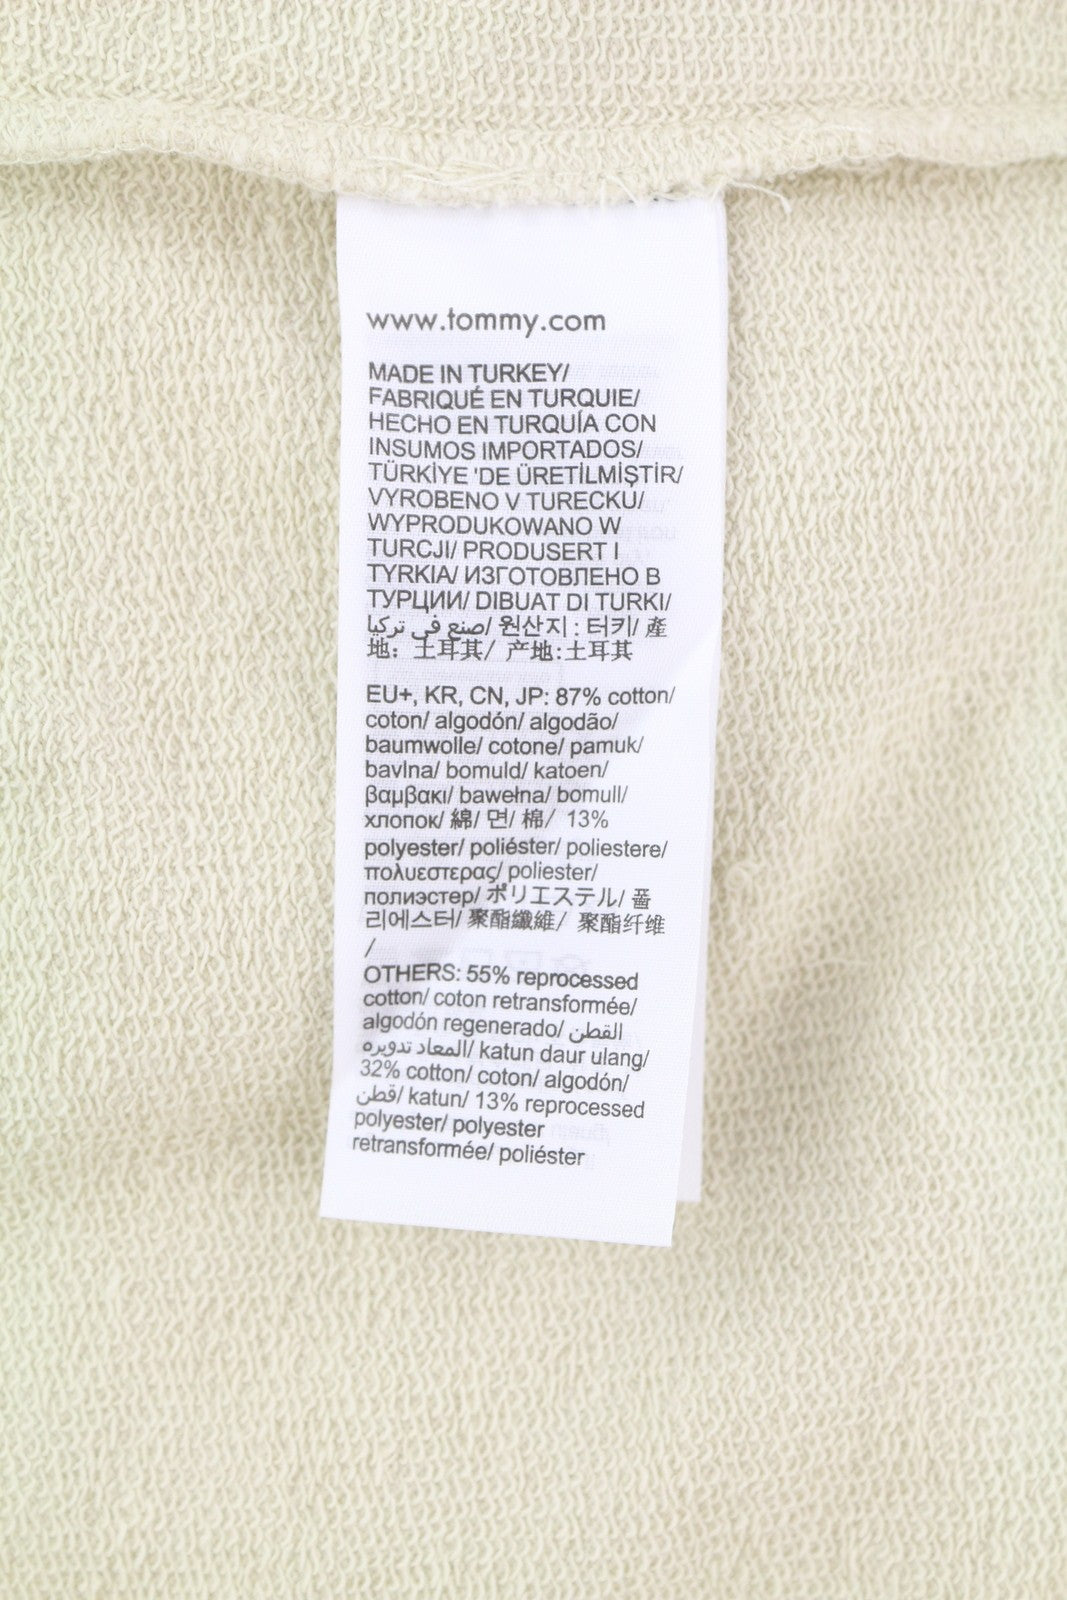 www.tommy.com
MADE IN TURKEY/
FABRIQUÉ EN TURQUIE/
HECHO EN TURQUÍA CON
INSUMOS IMPORTADOS/
TÜRKİYE 'DE ÜRETİLMİŞTİR/
VYROBENO V TURECKU/
WYPRODUKOWANO W
TURCJI/ PRODUSERT I
TYRKIA/ ИЗГОТОВЛЕНО В
ТУРЦИИ/ DIBUAT DI TURKI/
صنع في تركيا/ 원산지 : 터키/ 產
地：土耳其/ 产地:土耳其
EU+, KR, CN, JP: 87% cotton/
coton/ algodón/ algodão/
baumwolle/ cotone/ pamuk/
bavlna/ bomuld/ katoen/
βαμβακι/ bawełna/ bomull/
хлопок/ 綿/ 면/ 棉/ 13%
polyester/ poliéster/ poliestere/
πολυεστερας/ poliester/
полиэстер/ ポリエステル/ 폴
리에스터/ 聚酯纖維/ 聚酯纤维
/
OTHERS: 55% reprocessed
cotton/ coton retransformée/
algodón regenerado/ القطن
المعاد تدويره/ katun daur ulang/
32% cotton/ coton/ algodón/
قطن/ katun/ 13% reprocessed
polyester/ polyester
retransformée/ poliéster